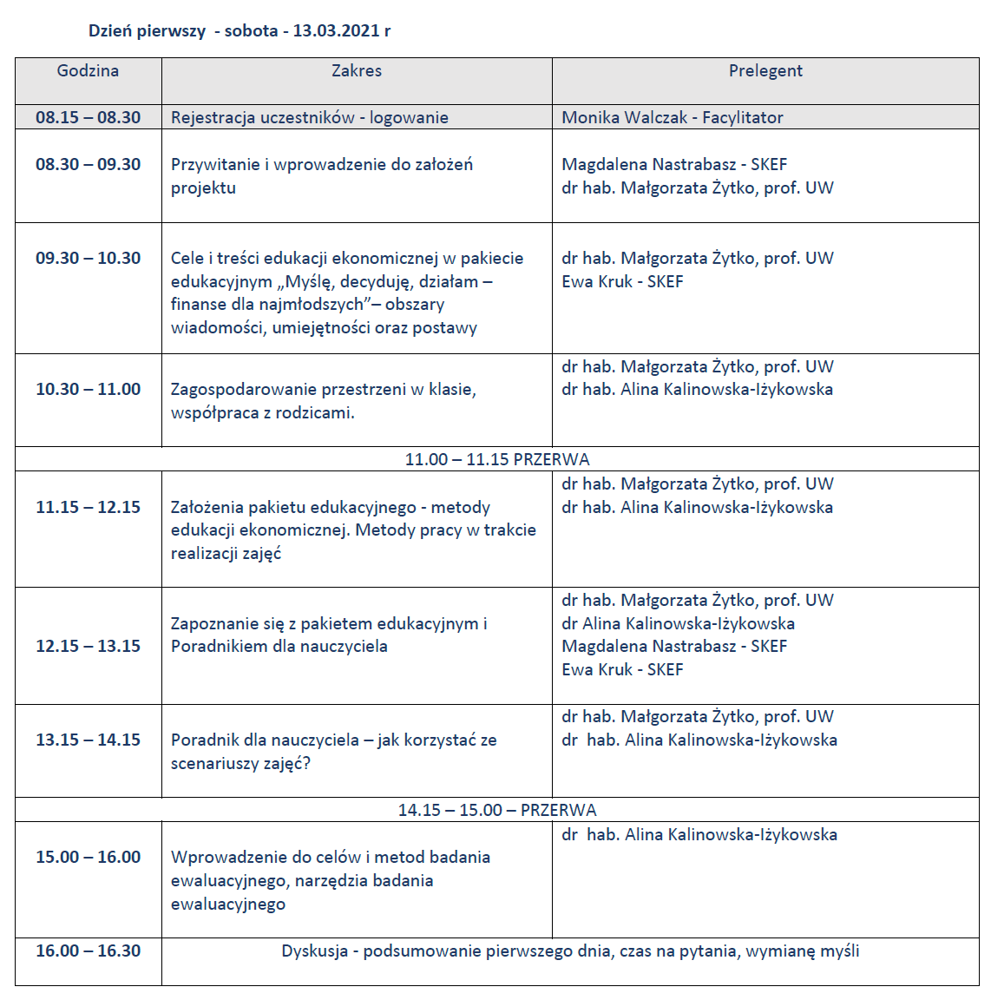 Dzień pierwszy - sobota - 13.03.2021 r
Godzina Zakres Prelegent
08.15 – 08.30 Rejestracja uczestników - logowanie Monika Walczak - Facylitator
08.30 – 09.30 Przywitanie i wprowadzenie do założeń Magdalena Nastrabasz - SKEF
projektu dr hab. Małgorzata Żytko, prof. UW
09.30 – 10.30 Cele i treści edukacji ekonomicznej w pakiecie dr hab. Małgorzata Żytko, prof. UW
edukacyjnym „Myślę, decyduję, działam – Ewa Kruk - SKEF
finanse dla najmłodszych”– obszary
wiadomości, umiejętności oraz postawy
dr hab. Małgorzata Żytko, prof. UW
10.30 – 11.00 Zagospodarowanie przestrzeni w klasie, dr hab. Alina Kalinowska-Iżykowska
współpraca z rodzicami.
11.00 – 11.15 PRZERWA
dr hab. Małgorzata Żytko, prof. UW
11.15 – 12.15 Założenia pakietu edukacyjnego - metody dr hab. Alina Kalinowska-Iżykowska
edukacji ekonomicznej. Metody pracy w trakcie
realizacji zajęć
dr hab. Małgorzata Żytko, prof. UW
Zapoznanie się z pakietem edukacyjnym i dr Alina Kalinowska-Iżykowska
12.15 – 13.15 Poradnikiem dla nauczyciela Magdalena Nastrabasz - SKEF
Ewa Kruk - SKEF
dr hab. Małgorzata Żytko, prof. UW
13.15 – 14.15 Poradnik dla nauczyciela – jak korzystać ze dr hab. Alina Kalinowska-Iżykowska
scenariuszy zajęć?
14.15 – 15.00 – PRZERWA
dr hab. Alina Kalinowska-Iżykowska
15.00 – 16.00 Wprowadzenie do celów i metod badania
ewaluacyjnego, narzędzia badania
ewaluacyjnego
16.00 – 16.30 Dyskusja - podsumowanie pierwszego dnia, czas na pytania, wymianę myśli